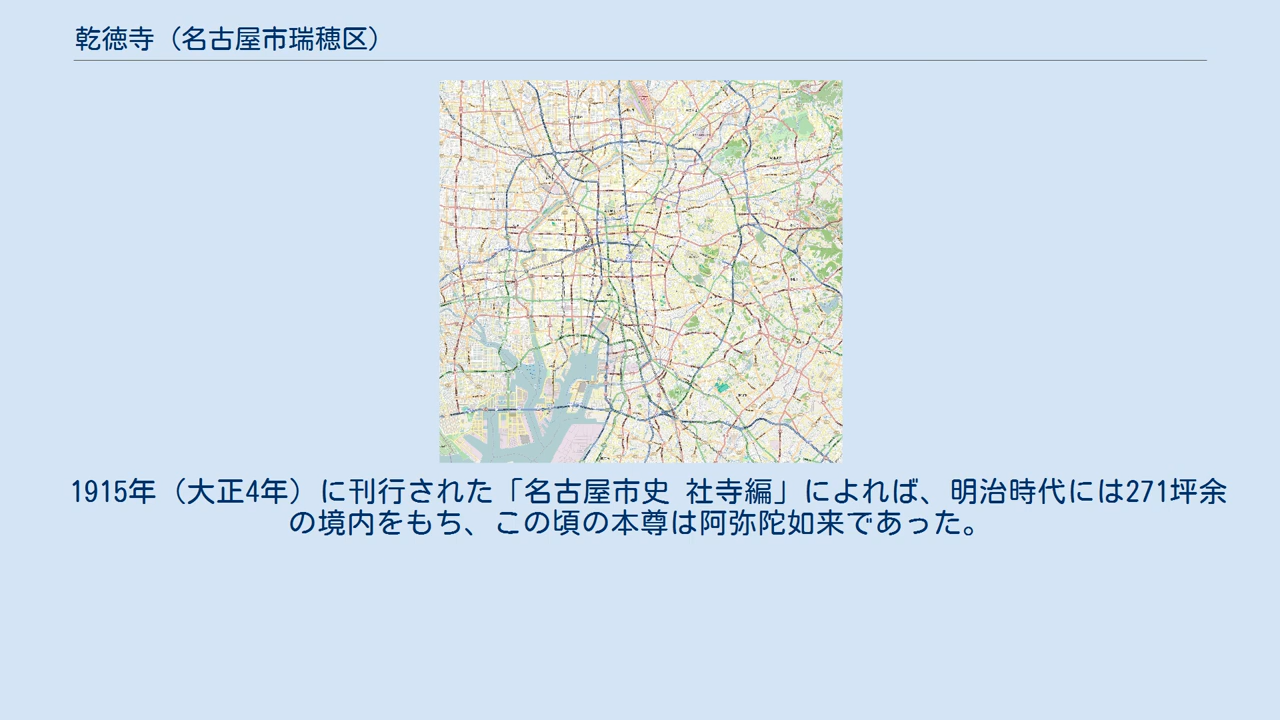 乾徳寺（名古屋市瑞穂区）
1915年（大正4年）に刊行された「名古屋市史 社寺編」によれば、明治時代には271坪余
の境内をもち、この頃の本尊は阿弥陀如来であった。